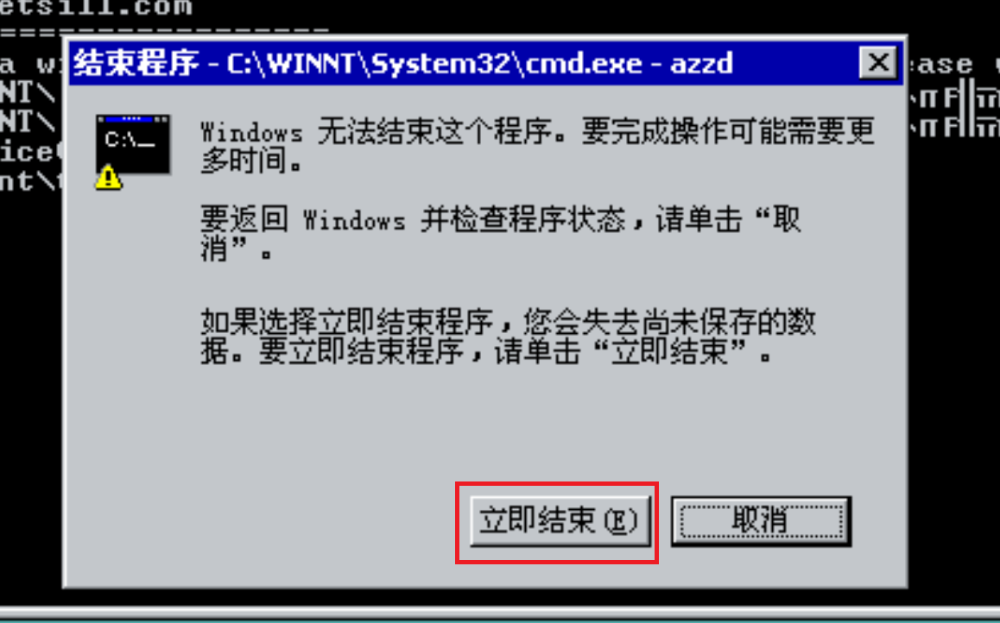 etsill.com
=================
结束程序 - C:\WINNT\System32\cmd.exe - azzd
a
ease
NT\
C:\_
Windows 无法结束这个程序。要完成操作可能需要更
NT\
多时间。
ice
nt\
要返回 Windows 并检查程序状态，请单击“取
消”。
如果选择立即结束程序，您会失去尚未保存的数
据。要立即结束程序，请单击“立即结束”。
立即结束(E)
取消